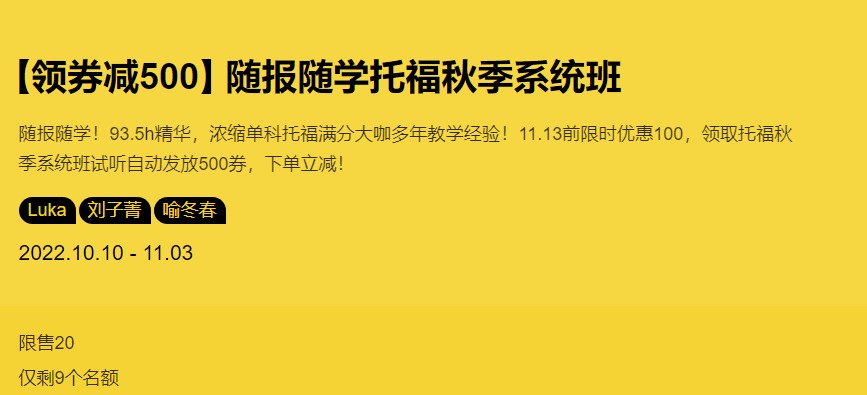 【领券减500】随报随学托福秋季系统班
随报随学！93.5h精华，浓缩单科托福满分大咖多年教学经验！11.13前限时优惠100，领取托福秋
季系统班试听自动发放500券，下单立减！
Luka 刘子菁 喻冬春
2022.10.10 - 11.03
限售20
仅剩9个名额